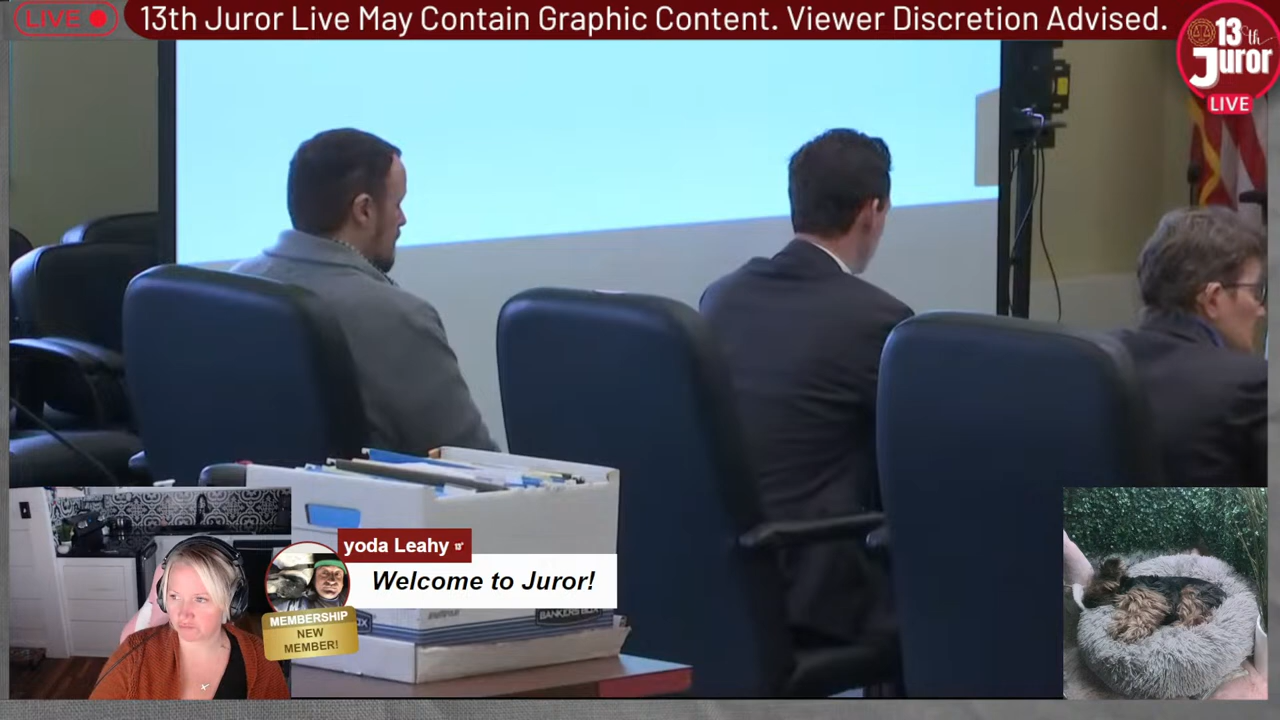 LIVE
13th Juror Live May Contain Graphic Content. Viewer Discretion Advised.
13th
Juror
LIVE
yoda Leahy
Welcome to Juror!
MEMBERSHIP
NEW
MEMBER!
BANKERS BOX